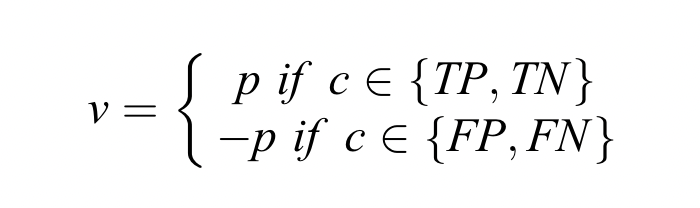 v = { p if c ∈ {TP, TN}
−p if c ∈ {FP, FN}